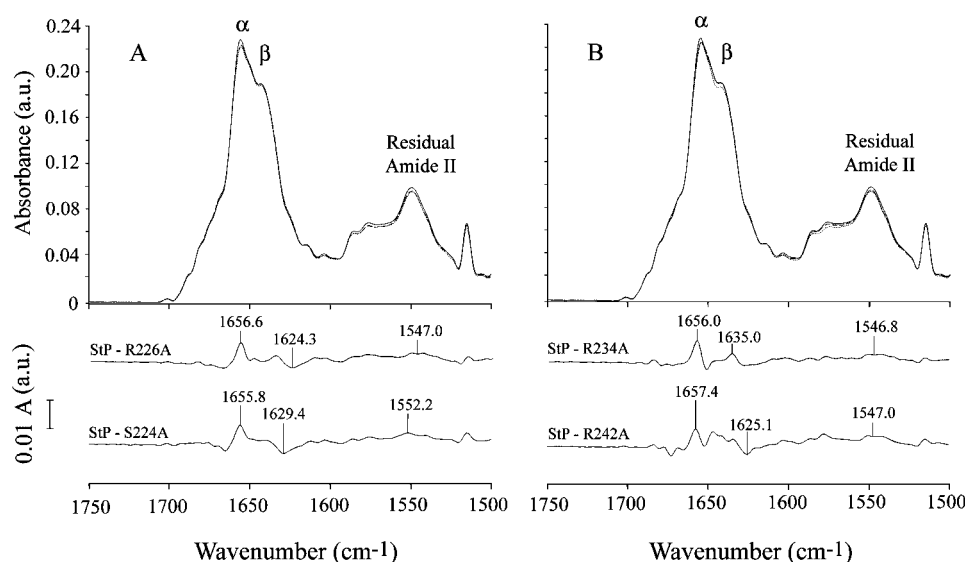 A
α
β
Residual
Amide II
Absorbance (a.u.)
0.24
0.20
0.16
0.12
0.08
0.04
0
0.01 A (a.u.)
StP - R226A
1656.6
1624.3
1547.0
StP - S224A
1655.8
1629.4
1552.2
1750 1700 1650 1600 1550 1500
Wavenumber (cm-1)
B
α
β
Residual
Amide II
StP - R234A
1656.0
1635.0
1546.8
StP - R242A
1657.4
1625.1
1547.0
1750 1700 1650 1600 1550 1500
Wavenumber (cm-1)